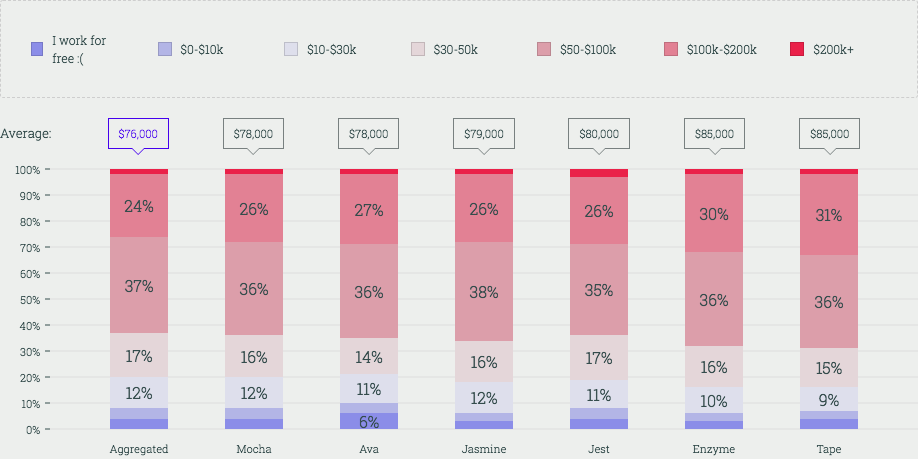 I work for
free :(
$0-$10k
$10-$30k
$30-50k
$50-$100k
$100k-$200k
$200k+
Average:
$76,000
$78,000
$78,000
$79,000
$80,000
$85,000
$85,000
100%
90%
80%
70%
60%
50%
40%
30%
20%
10%
0%
24%
37%
17%
12%
26%
36%
16%
12%
27%
36%
14%
11%
6%
26%
38%
16%
12%
26%
35%
17%
11%
30%
36%
16%
10%
31%
36%
15%
9%
Aggregated
Mocha
Ava
Jasmine
Jest
Enzyme
Tape